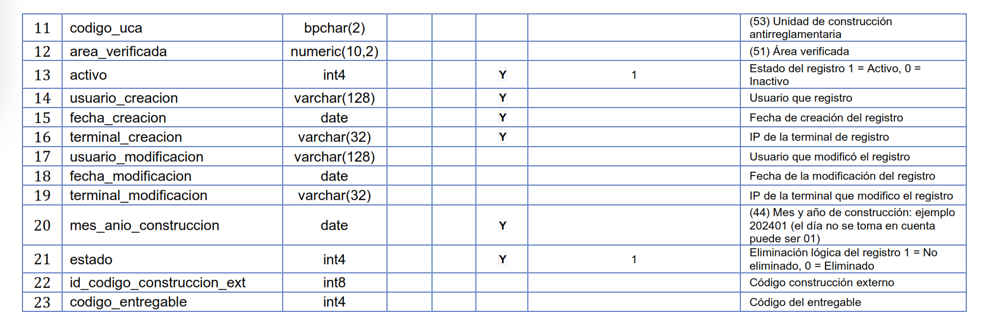 11 codigo_uca bpchar(2) (53) Unidad de construcción
antirreglamentaria
12 area_verificada numeric(10,2) (51) Área verificada
13 activo int4 Y 1 Estado del registro 1 = Activo, 0 =
Inactivo
14 usuario_creacion varchar(128) Y Usuario que registro
15 fecha_creacion date Y Fecha de creación del registro
16 terminal_creacion varchar(32) Y IP de la terminal de registro
17 usuario_modificacion varchar(128) Usuario que modificó el registro
18 fecha_modificacion date Fecha de la modificación del registro
19 terminal_modificacion varchar(32) IP de la terminal que modifico el registro
20 mes_anio_construccion date Y (44) Mes y año de construcción: ejemplo
202401 (el día no se toma en cuenta
puede ser 01)
21 estado int4 Y 1 Eliminación lógica del registro 1 = No
eliminado, 0 = Eliminado
22 id_codigo_construccion_ext int8 Código construcción externo
23 codigo_entregable int4 Código del entregable